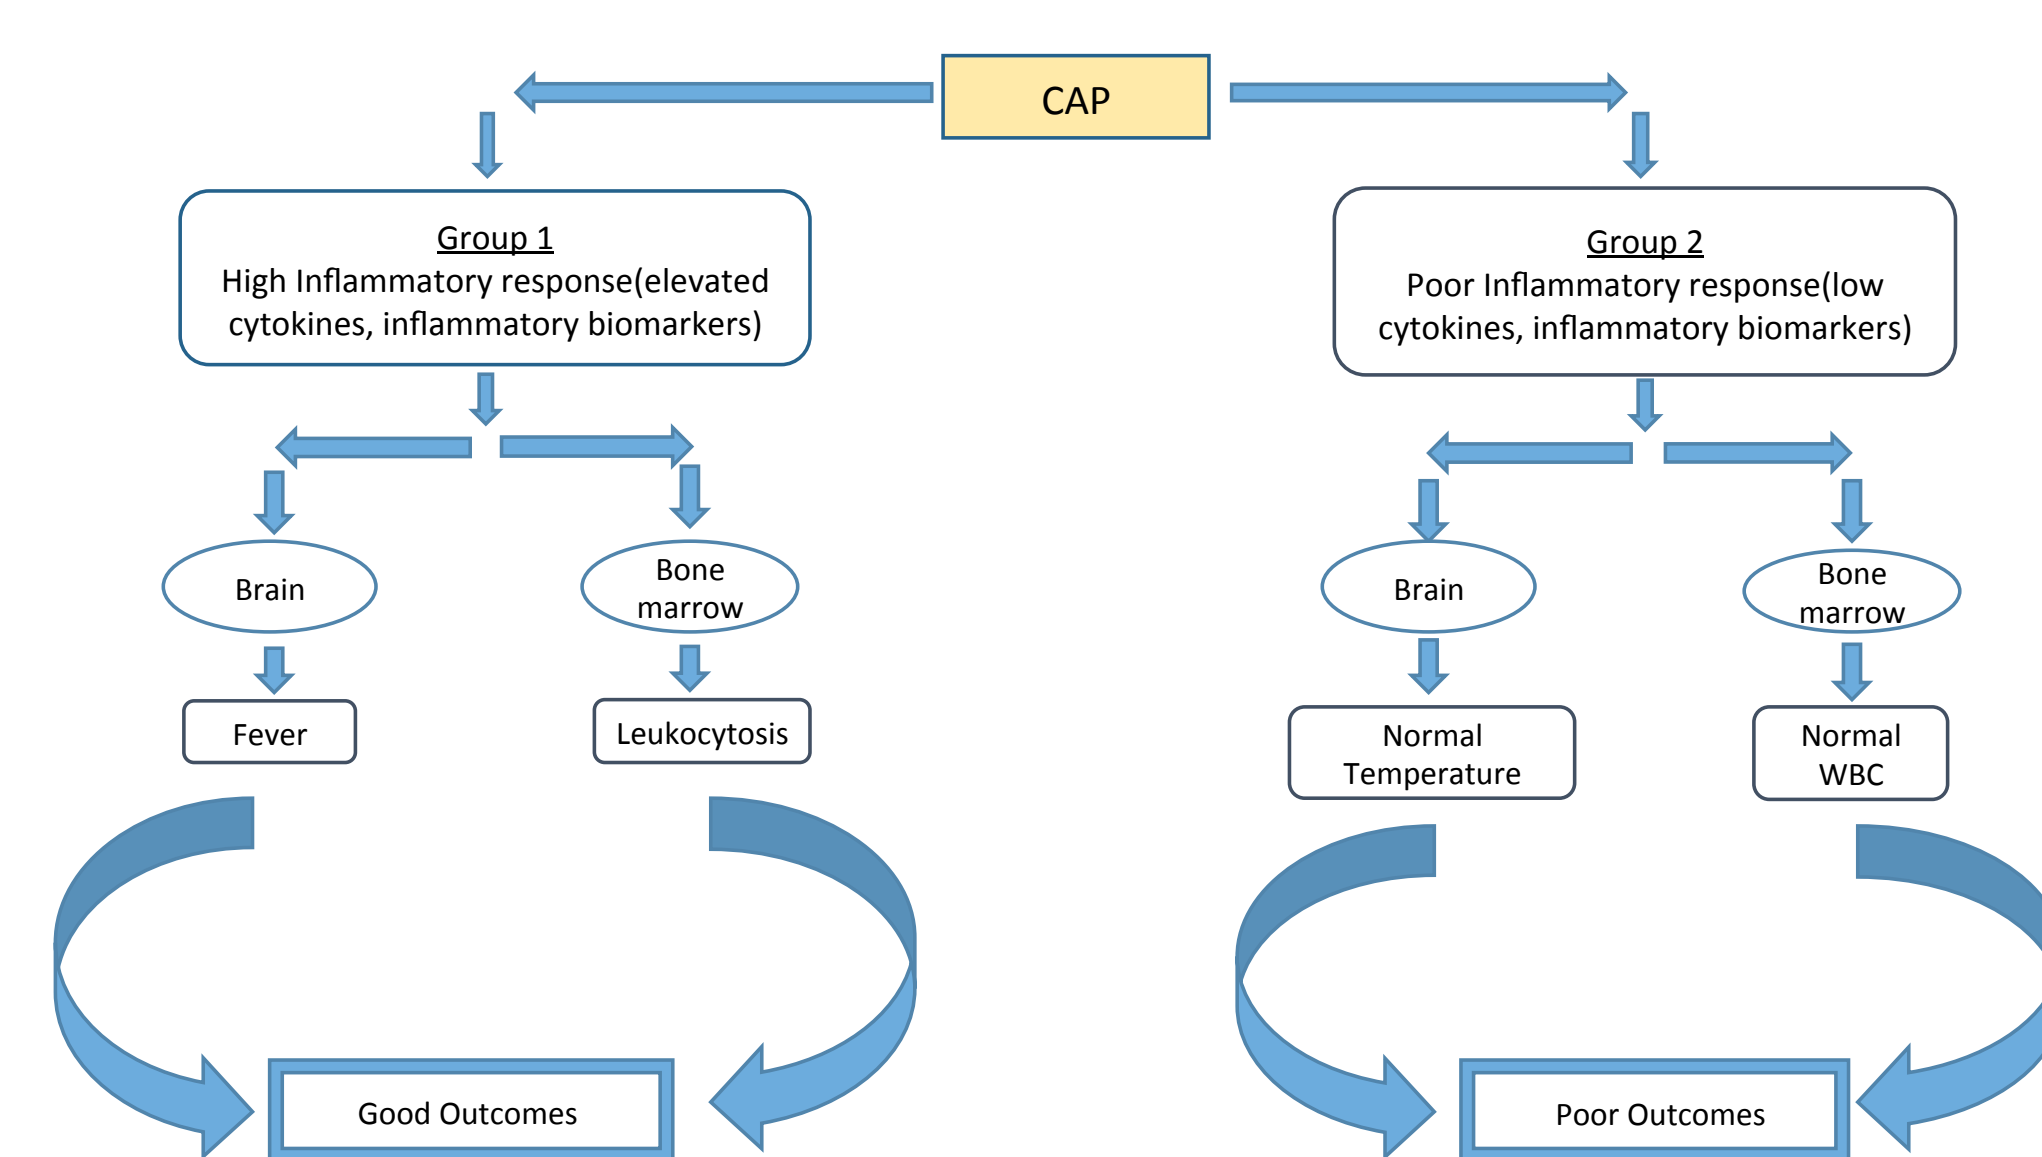 CAP
Group 1
High Inflammatory response(elevated
cytokines, inflammatory biomarkers)
Group 2
Poor Inflammatory response(low
cytokines, inflammatory biomarkers)
Brain
Bone
marrow
Brain
Bone
marrow
Fever
Leukocytosis
Normal
Temperature
Normal
WBC
Good Outcomes
Poor Outcomes